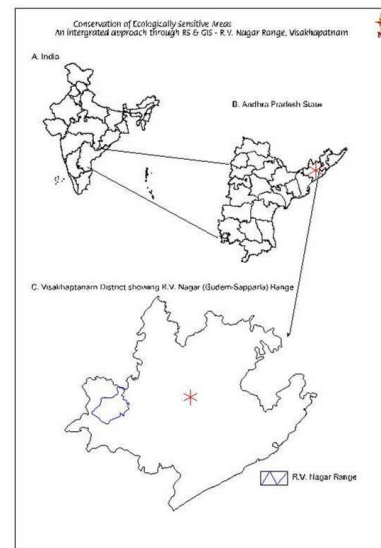 Conservation of Ecologically Sensitive Areas
An intergrated approach through RS & GIS - R.V. Nagar Range, Visakhapatnam
A. India
B. Andhra Pradesh State
C. Visakhaptanam District showing R.V. Nagar (Gudem-Sapparla) Range
R.V. Nagar Range